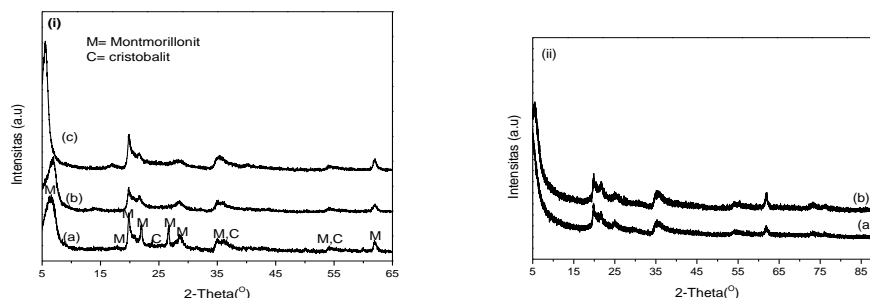 (i)
M= Montmorillonit
C= cristobalit
(c)
(b)
M
M
M
M
M
M
C
M
M,C
M,C
M
(a)
5
15
25
35
45
55
65
2-Theta(O)
Intensitas (a.u)
(ii)
(b)
(a
5
15
25
35
45
55
65
75
85
2-Theta(O)
Intensitas (a.u)